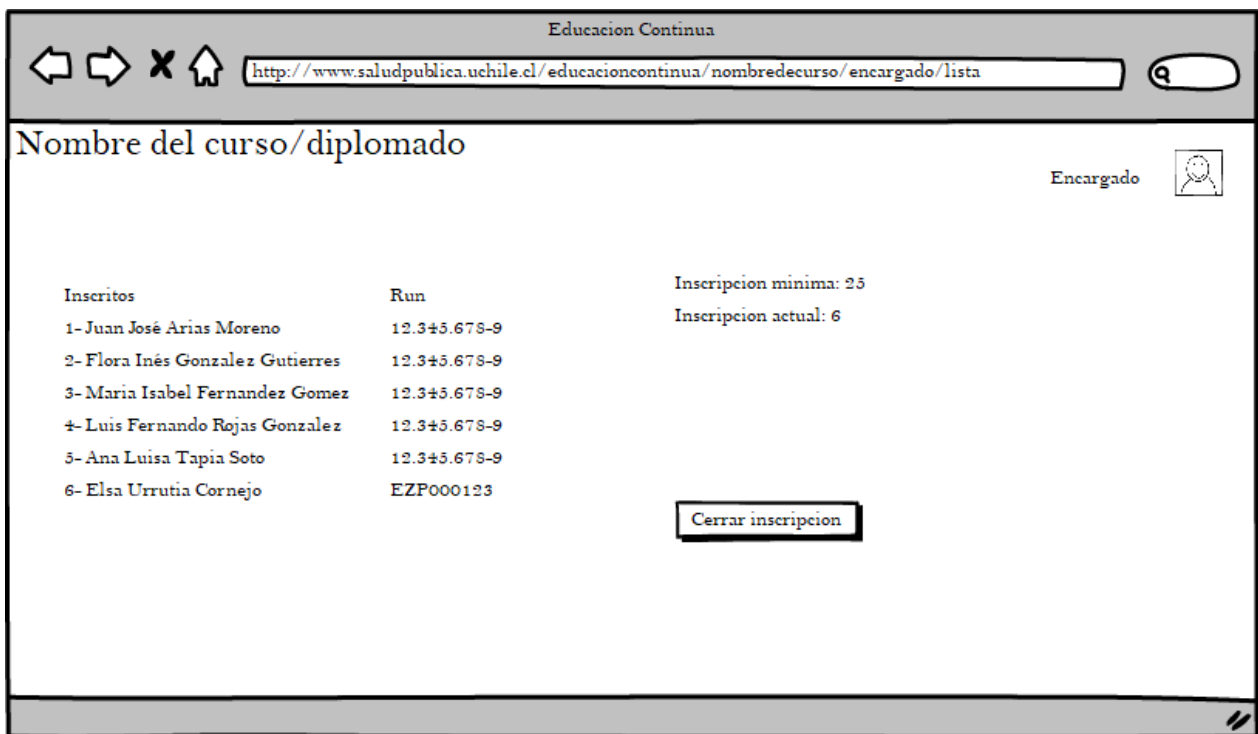 Educacion Continua
http://www.saludpublica.uchile.cl/educacioncontinua/nombredecurso/encargado/lista
Nombre del curso/diplomado
Encargado
Inscritos Run
1- Juan José Arias Moreno 12.345.678-9
2- Flora Inés Gonzalez Gutierres 12.345.678-9
3- Maria Isabel Fernandez Gomez 12.345.678-9
4- Luis Fernando Rojas Gonzalez 12.345.678-9
5- Ana Luisa Tapia Soto 12.345.678-9
6- Elsa Urrutia Cornejo EZP000123
Inscripcion minima: 25
Inscripcion actual: 6
Cerrar inscripcion